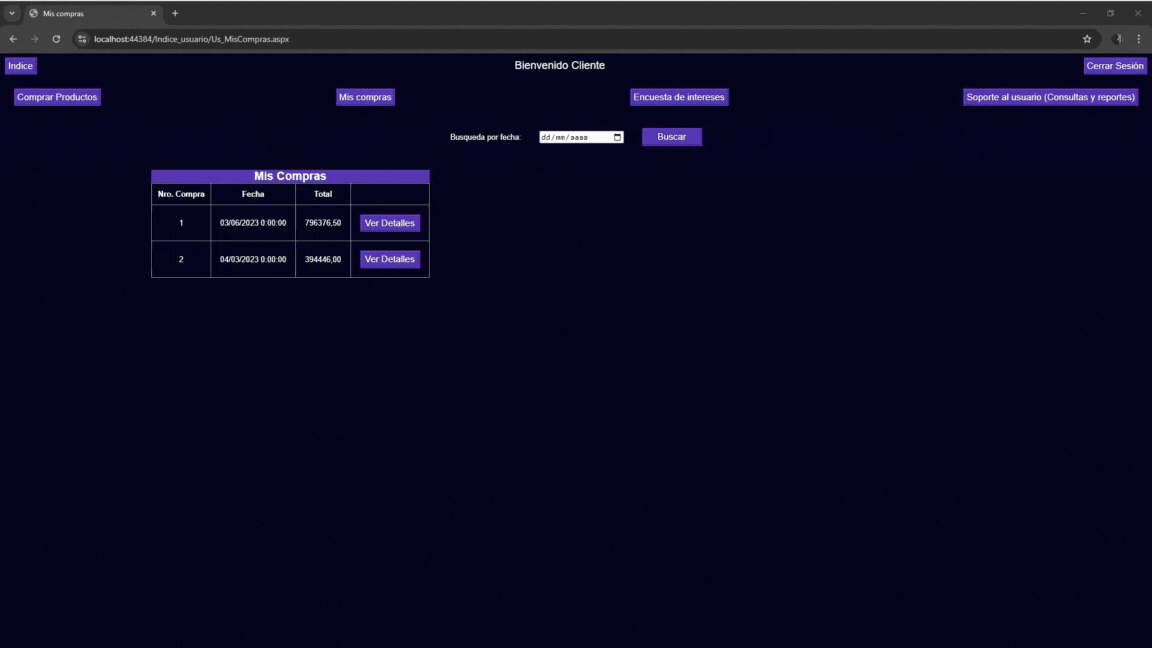 Mis compras
localhost:44384/Indice_usuario/Us_MisCompras.aspx
Indice Bienvenido Cliente Cerrar Sesión
Comprar Productos Mis compras Encuesta de intereses Soporte al usuario (Consultas y reportes)
Busqueda por fecha: dd/mm/aaaa Buscar
Mis Compras
Nro. Compra Fecha Total
1 03/06/2023 0:00:00 796376,50 Ver Detalles
2 04/03/2023 0:00:00 394446,00 Ver Detalles